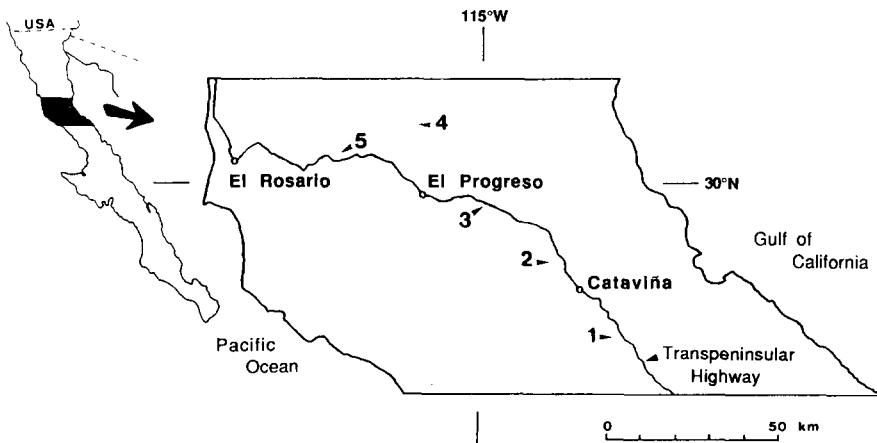 USA
115°W
4
5
El Rosario
El Progreso
30°N
3
Gulf of
California
2
Cataviña
Pacific
Ocean
1
Transpeninsular
Highway
0 50 km